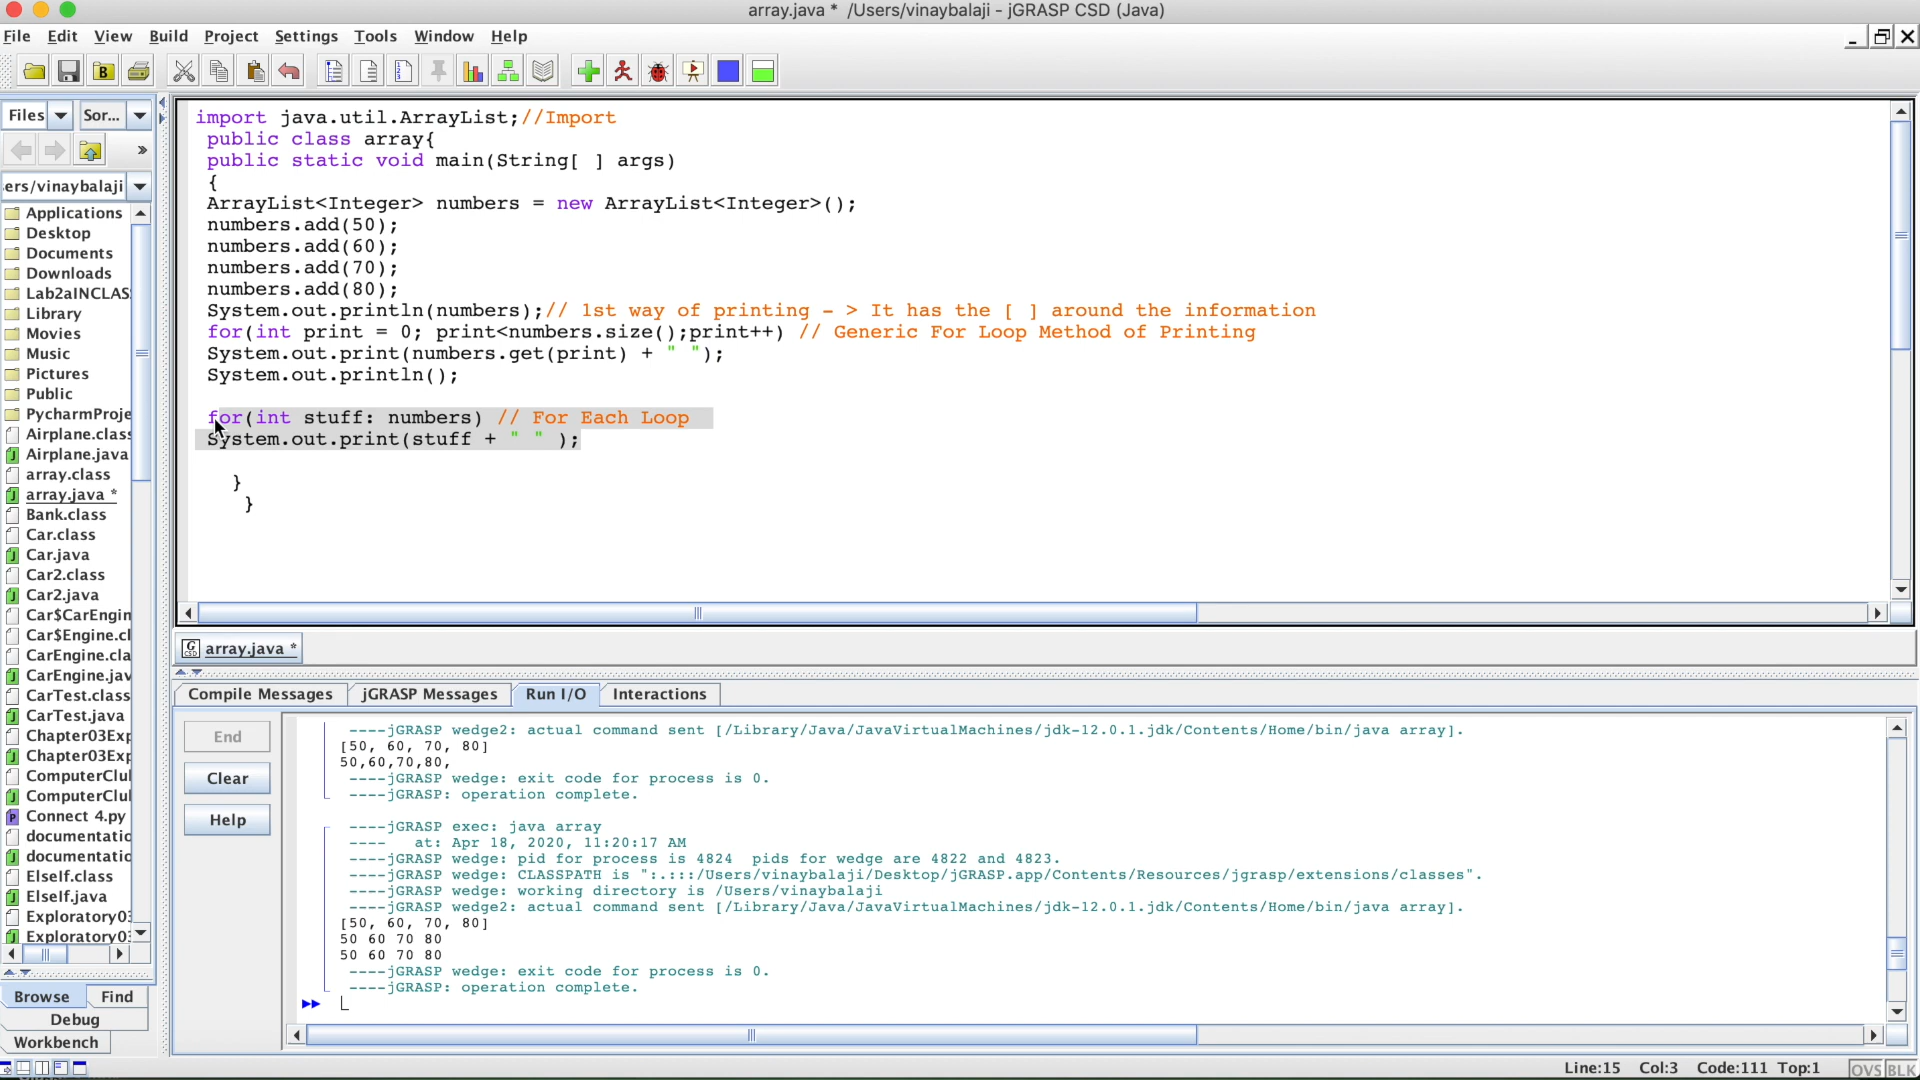 array.java * /Users/vinaybalaji - jGRASP CSD (Java)
File Edit View Build Project Settings Tools Window Help
Files Sor...
ers/vinaybalaji
Applications
Desktop
Documents
Downloads
Lab2aINCLAS
Library
Movies
Music
Pictures
Public
PycharmProje
Airplane.class
Airplane.java
array.class
array.java *
Bank.class
Car.class
Car.java
Car2.class
Car2.java
Car$CarEngin
Car$Engine.cl
CarEngine.cla
CarEngine.jav
CarTest.class
CarTest.java
Chapter03Exp
Chapter03Exp
ComputerClul
ComputerClul
Connect 4.py
documentatic
documentatic
ElseIf.class
ElseIf.java
Exploratory03
Exploratory03
Browse Find
Debug
Workbench
import java.util.ArrayList;//Import
public class array{
public static void main(String[ ] args)
{
ArrayList<Integer> numbers = new ArrayList<Integer>();
numbers.add(50);
numbers.add(60);
numbers.add(70);
numbers.add(80);
System.out.println(numbers);// 1st way of printing - > It has the [ ] around the information
for(int print = 0; print<numbers.size();print++) // Generic For Loop Method of Printing
System.out.print(numbers.get(print) + " ");
System.out.println();
for(int stuff: numbers) // For Each Loop
System.out.print(stuff + " " );
}
}
array.java *
Compile Messages jGRASP Messages Run I/O Interactions
End
Clear
Help
----jGRASP wedge2: actual command sent [/Library/Java/JavaVirtualMachines/jdk-12.0.1.jdk/Contents/Home/bin/java array].
[50, 60, 70, 80]
50,60,70,80,
----jGRASP wedge: exit code for process is 0.
----jGRASP: operation complete.
----jGRASP exec: java array
---- at: Apr 18, 2020, 11:20:17 AM
----jGRASP wedge: pid for process is 4824 pids for wedge are 4822 and 4823.
----jGRASP wedge: CLASSPATH is ":.:::/Users/vinaybalaji/Desktop/jGRASP.app/Contents/Resources/jgrasp/extensions/classes".
----jGRASP wedge: working directory is /Users/vinaybalaji
----jGRASP wedge2: actual command sent [/Library/Java/JavaVirtualMachines/jdk-12.0.1.jdk/Contents/Home/bin/java array].
[50, 60, 70, 80]
50 60 70 80
50 60 70 80
----jGRASP wedge: exit code for process is 0.
----jGRASP: operation complete.
Line:15 Col:3 Code:111 Top:1 OVS BLK